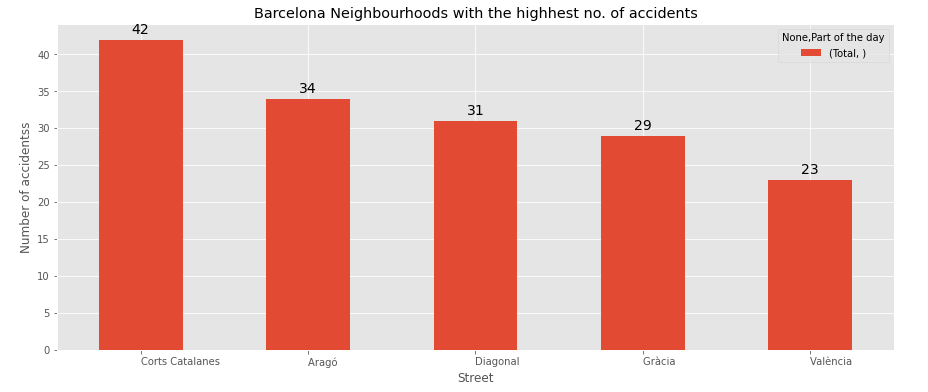 Barcelona Neighbourhoods with the highhest no. of accidents
None,Part of the day
(Total, )
42
34
31
29
23
Number of accidentss
40
35
30
25
20
15
10
5
0
Corts Catalanes
Aragó
Diagonal
Gràcia
València
Street